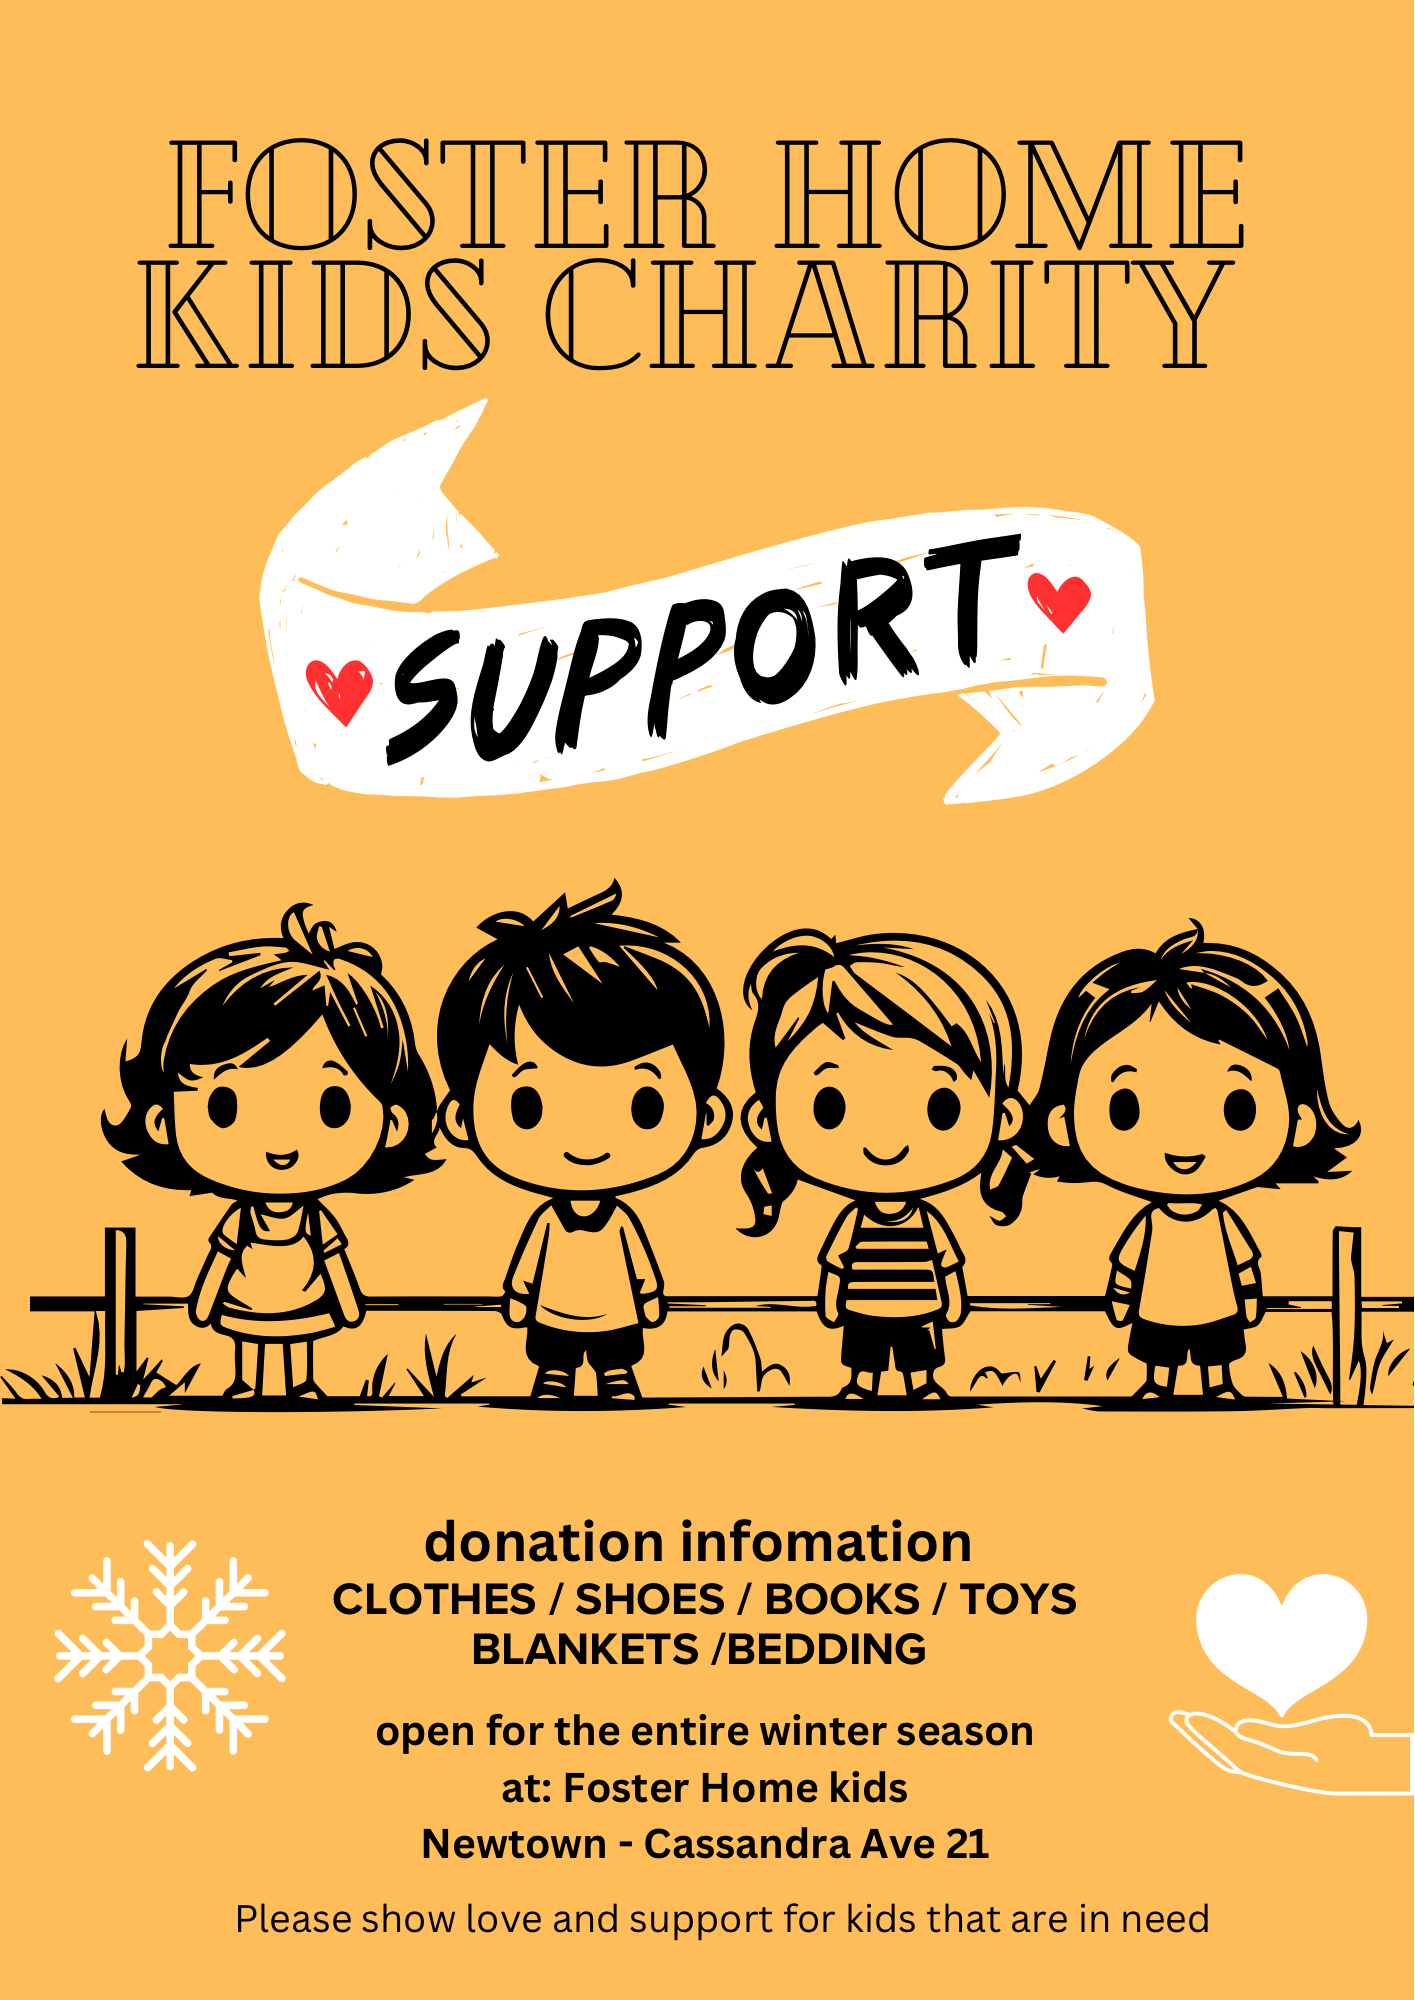 FOSTER HOME
KIDS CHARITY
SUPPORT
donation infomation
CLOTHES / SHOES / BOOKS / TOYS
BLANKETS /BEDDING
open for the entire winter season
at: Foster Home kids
Newtown - Cassandra Ave 21
Please show love and support for kids that are in need